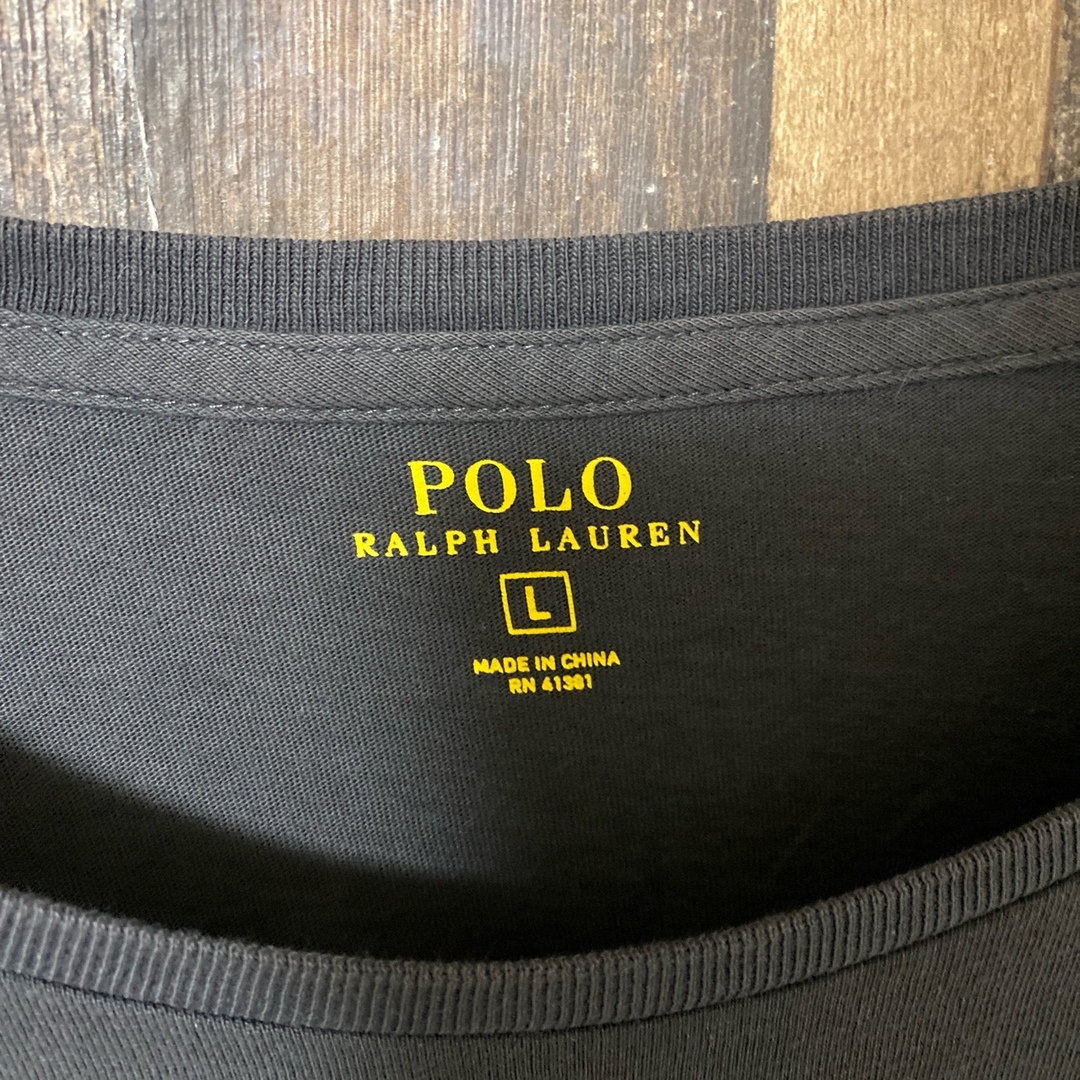 POLO
RALPH LAUREN
L
MADE IN CHINA
RN 41381